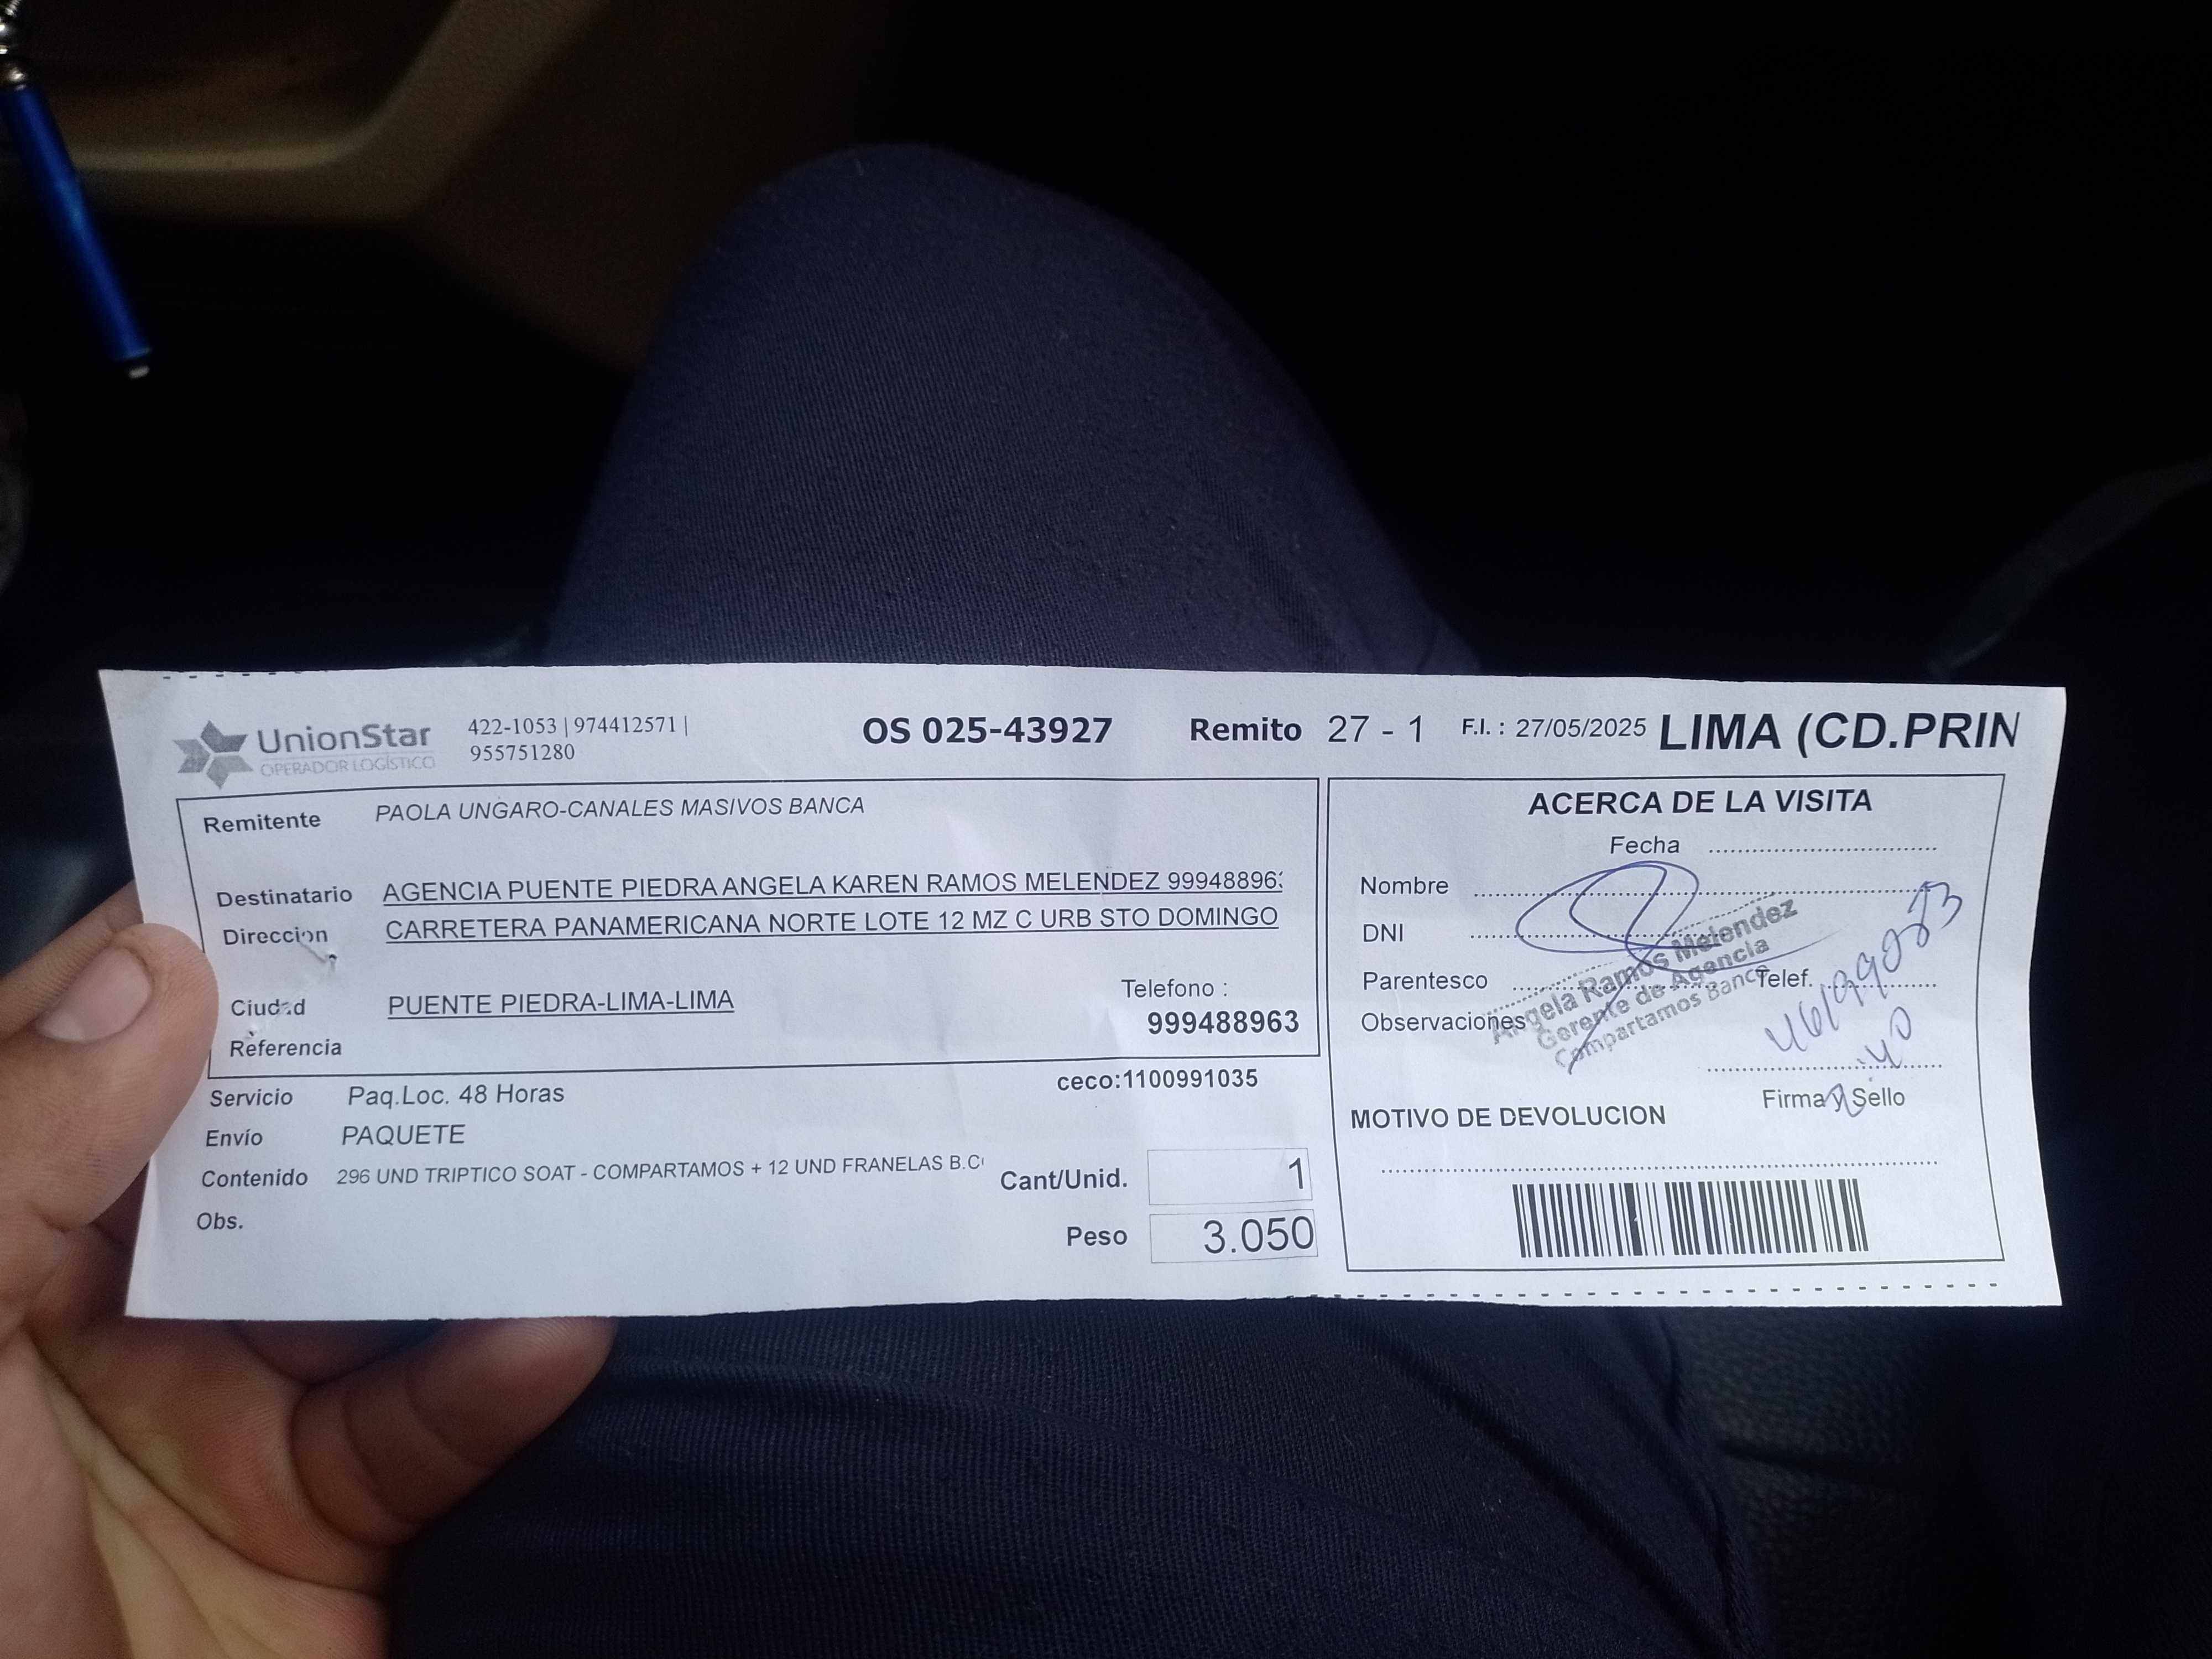 UnionStar
OPERADOR LOGÍSTICO
422-1053 | 974412571 |
955751280
OS 025-43927
Remito 27 - 1
F.I. : 27/05/2025
LIMA (CD.PRIN
Remitente PAOLA UNGARO-CANALES MASIVOS BANCA
Destinatario AGENCIA PUENTE PIEDRA ANGELA KAREN RAMOS MELENDEZ 99948896
Direccion CARRETERA PANAMERICANA NORTE LOTE 12 MZ C URB STO DOMINGO
Ciudad PUENTE PIEDRA-LIMA-LIMA
Telefono :
999488963
Referencia
Servicio Paq.Loc. 48 Horas
ceco:1100991035
Envío PAQUETE
Contenido 296 UND TRIPTICO SOAT - COMPARTAMOS + 12 UND FRANELAS B.C
Cant/Unid. 1
Obs.
Peso 3.050
ACERCA DE LA VISITA
Fecha
Nombre
DNI
Parentesco
Telef.
Observaciones
Angela Ramos Melendez
Gerente de Agencia
Compartamos Banco
Firma y Sello
MOTIVO DE DEVOLUCION